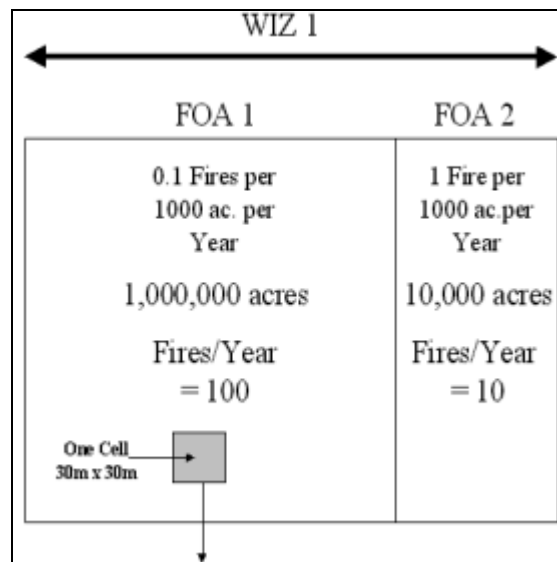 WIZ 1
FOA 1
FOA 2
0.1 Fires per
1000 ac. per
Year
1,000,000 acres
Fires/Year
= 100
1 Fire per
1000 ac.per
Year
10,000 acres
Fires/Year
= 10
One Cell
30m x 30m